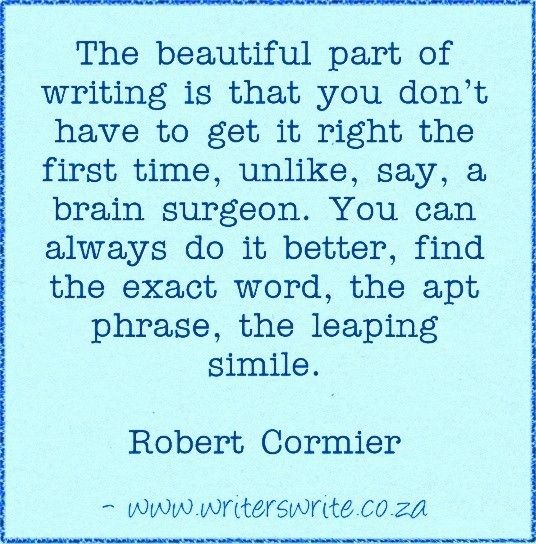 The beautiful part of
writing is that you don't
have to get it right the
first time, unlike, say, a
brain surgeon. You can
always do it better, find
the exact word, the apt
phrase, the leaping
simile.
Robert Cormier
- www.writerswrite.co.za